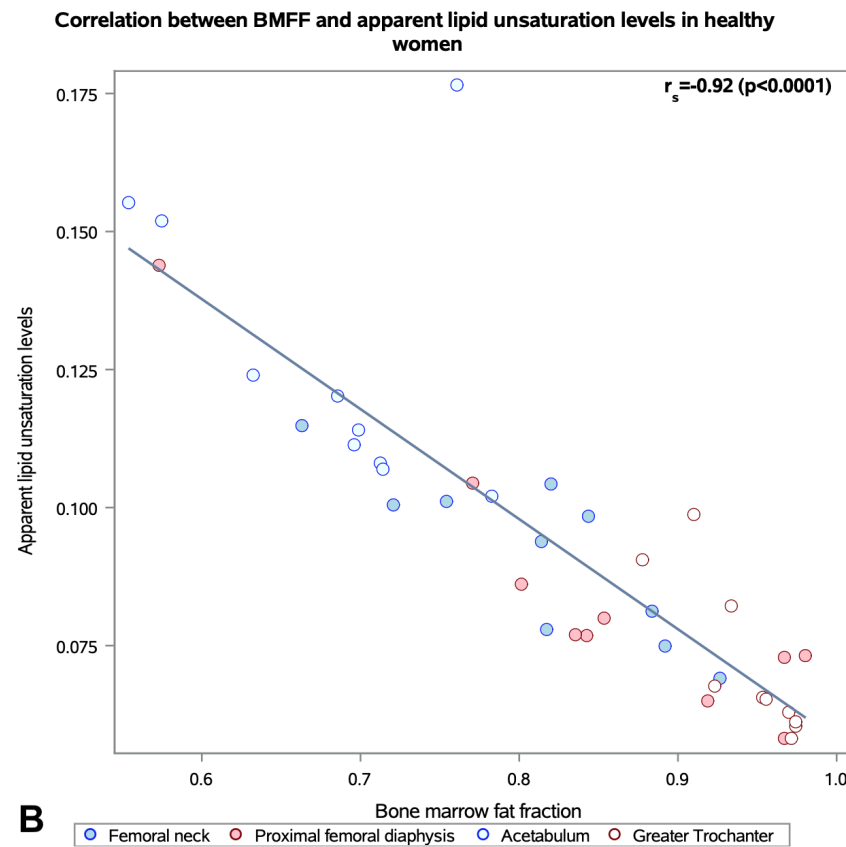 Correlation between BMFF and apparent lipid unsaturation levels in healthy
women
r_s=-0.92 (p<0.0001)
0.175
0.150
0.125
0.100
0.075
Apparent lipid unsaturation levels
0.6 0.7 0.8 0.9 1.0
Bone marrow fat fraction
B
Femoral neck Proximal femoral diaphysis Acetabulum Greater Trochanter